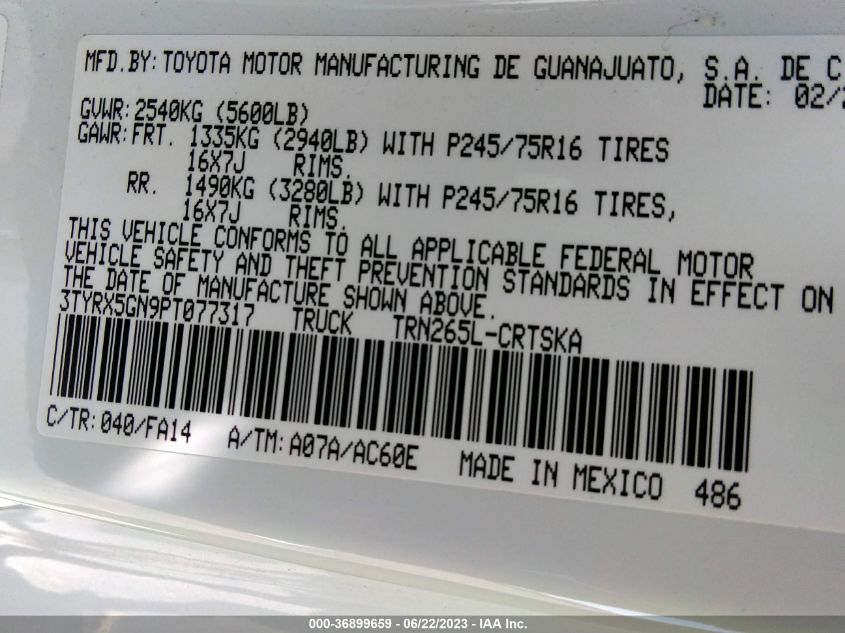 MFD.BY: TOYOTA MOTOR MANUFACTURING DE GUANAJUATO, S.A. DE C
DATE: 02/2
GVWR: 2540KG (5600LB)
GAWR: FRT. 1335KG (2940LB) WITH P245/75R16 TIRES
16X7J RIMS.
RR. 1490KG (3280LB) WITH P245/75R16 TIRES,
16X7J RIMS.
THIS VEHICLE CONFORMS TO ALL APPLICABLE FEDERAL MOTOR
VEHICLE SAFETY AND THEFT PREVENTION STANDARDS IN EFFECT ON
THE DATE OF MANUFACTURE SHOWN ABOVE.
3TYRX5GN9PT077317 TRUCK TRN265L-CRTSKA
C/TR: 040/FA14 A/TM: A07A/AC60E MADE IN MEXICO 486
000-36899659 - 06/22/2023 - IAA Inc.